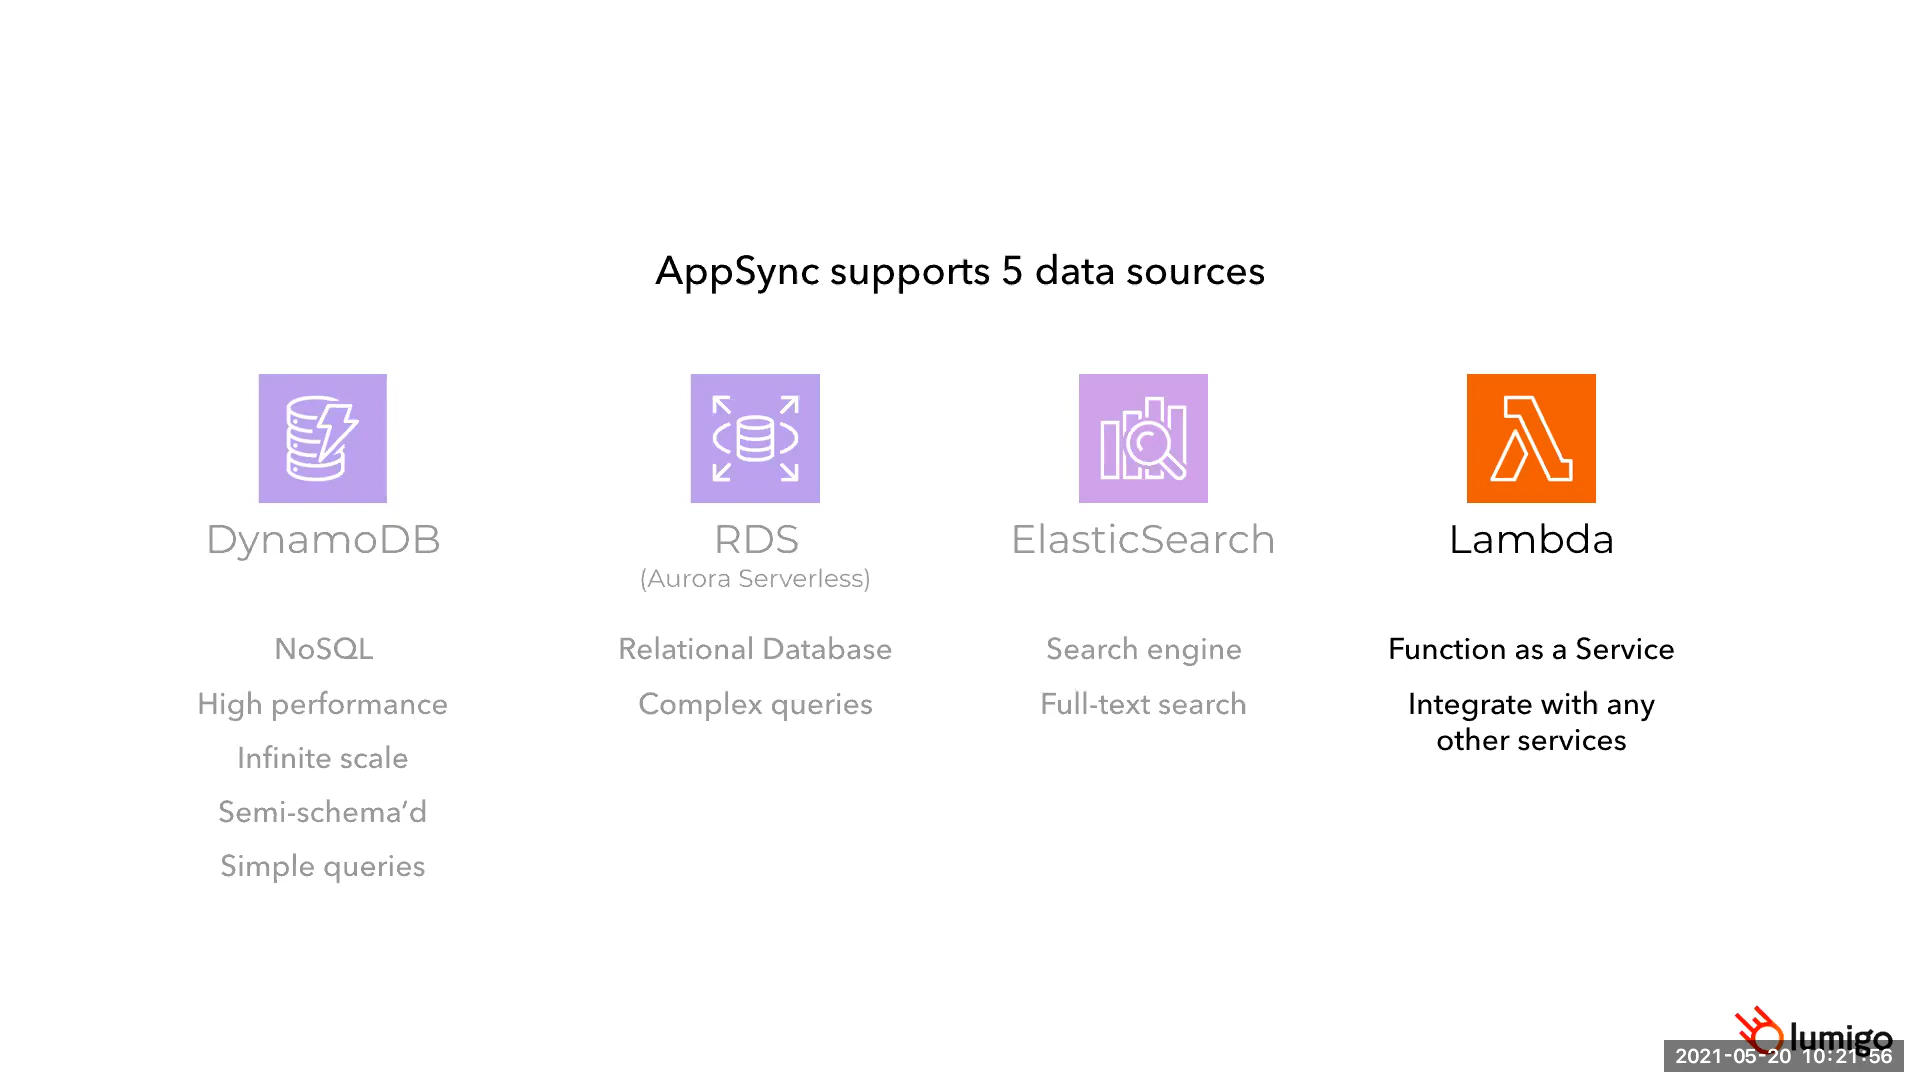 AppSync supports 5 data sources
DynamoDB
NoSQL
High performance
Infinite scale
Semi-schema’d
Simple queries
RDS
(Aurora Serverless)
Relational Database
Complex queries
ElasticSearch
Search engine
Full-text search
Lambda
Function as a Service
Integrate with any
other services
lumigo
2021-05-20 10:21:56